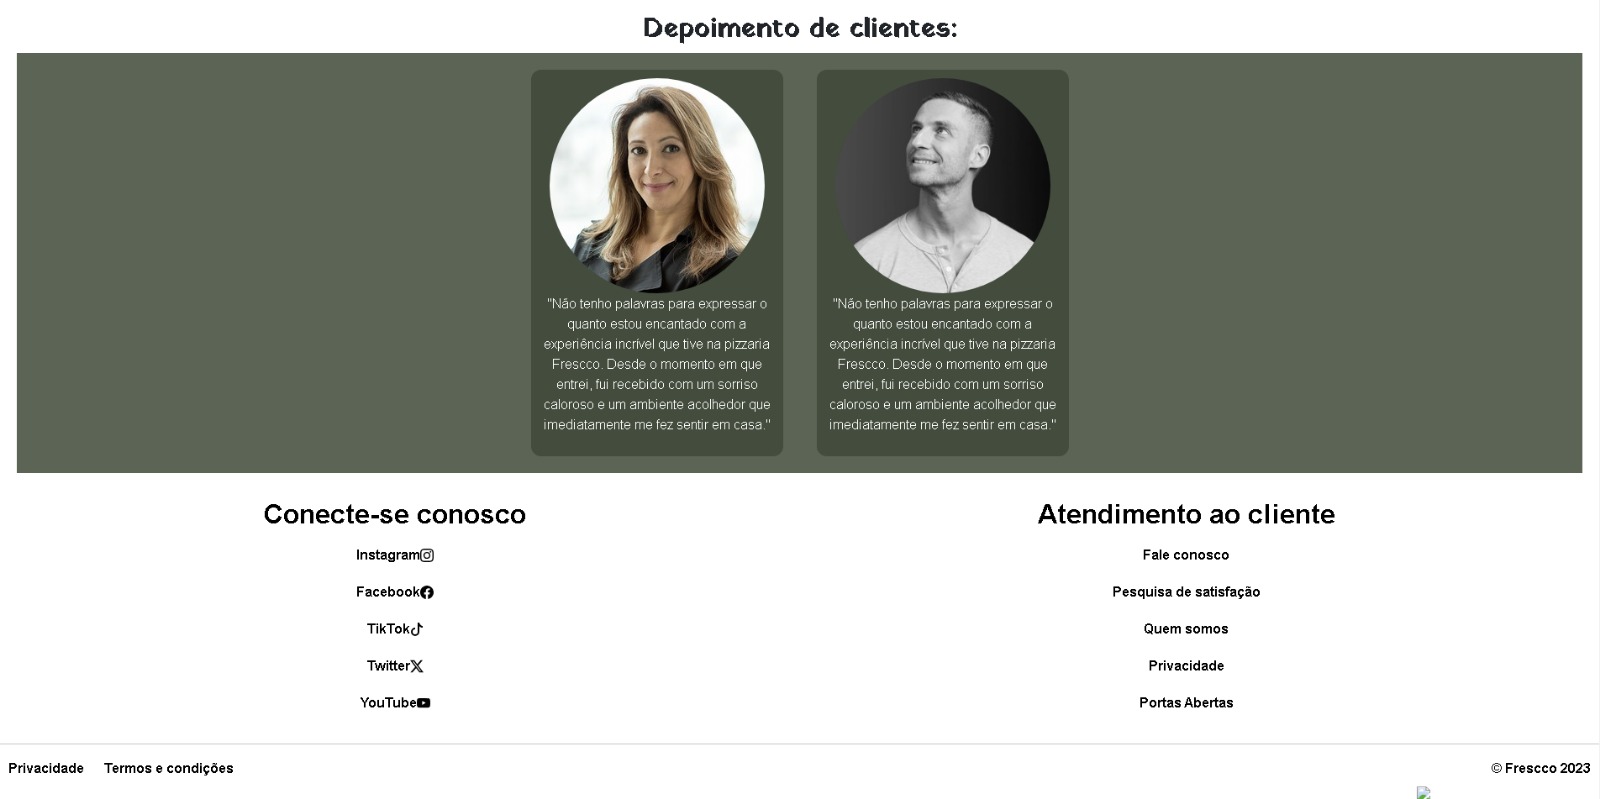 Depoimento de clientes:
"Não tenho palavras para expressar o
quanto estou encantado com a
experiência incrível que tive na pizzaria
Frescco. Desde o momento em que
entrei, fui recebido com um sorriso
caloroso e um ambiente acolhedor que
imediatamente me fez sentir em casa."
"Não tenho palavras para expressar o
quanto estou encantado com a
experiência incrível que tive na pizzaria
Frescco. Desde o momento em que
entrei, fui recebido com um sorriso
caloroso e um ambiente acolhedor que
imediatamente me fez sentir em casa."
Conecte-se conosco
Instagram
Facebook
TikTok
Twitter
YouTube
Atendimento ao cliente
Fale conosco
Pesquisa de satisfação
Quem somos
Privacidade
Portas Abertas
Privacidade
Termos e condições
© Frescco 2023